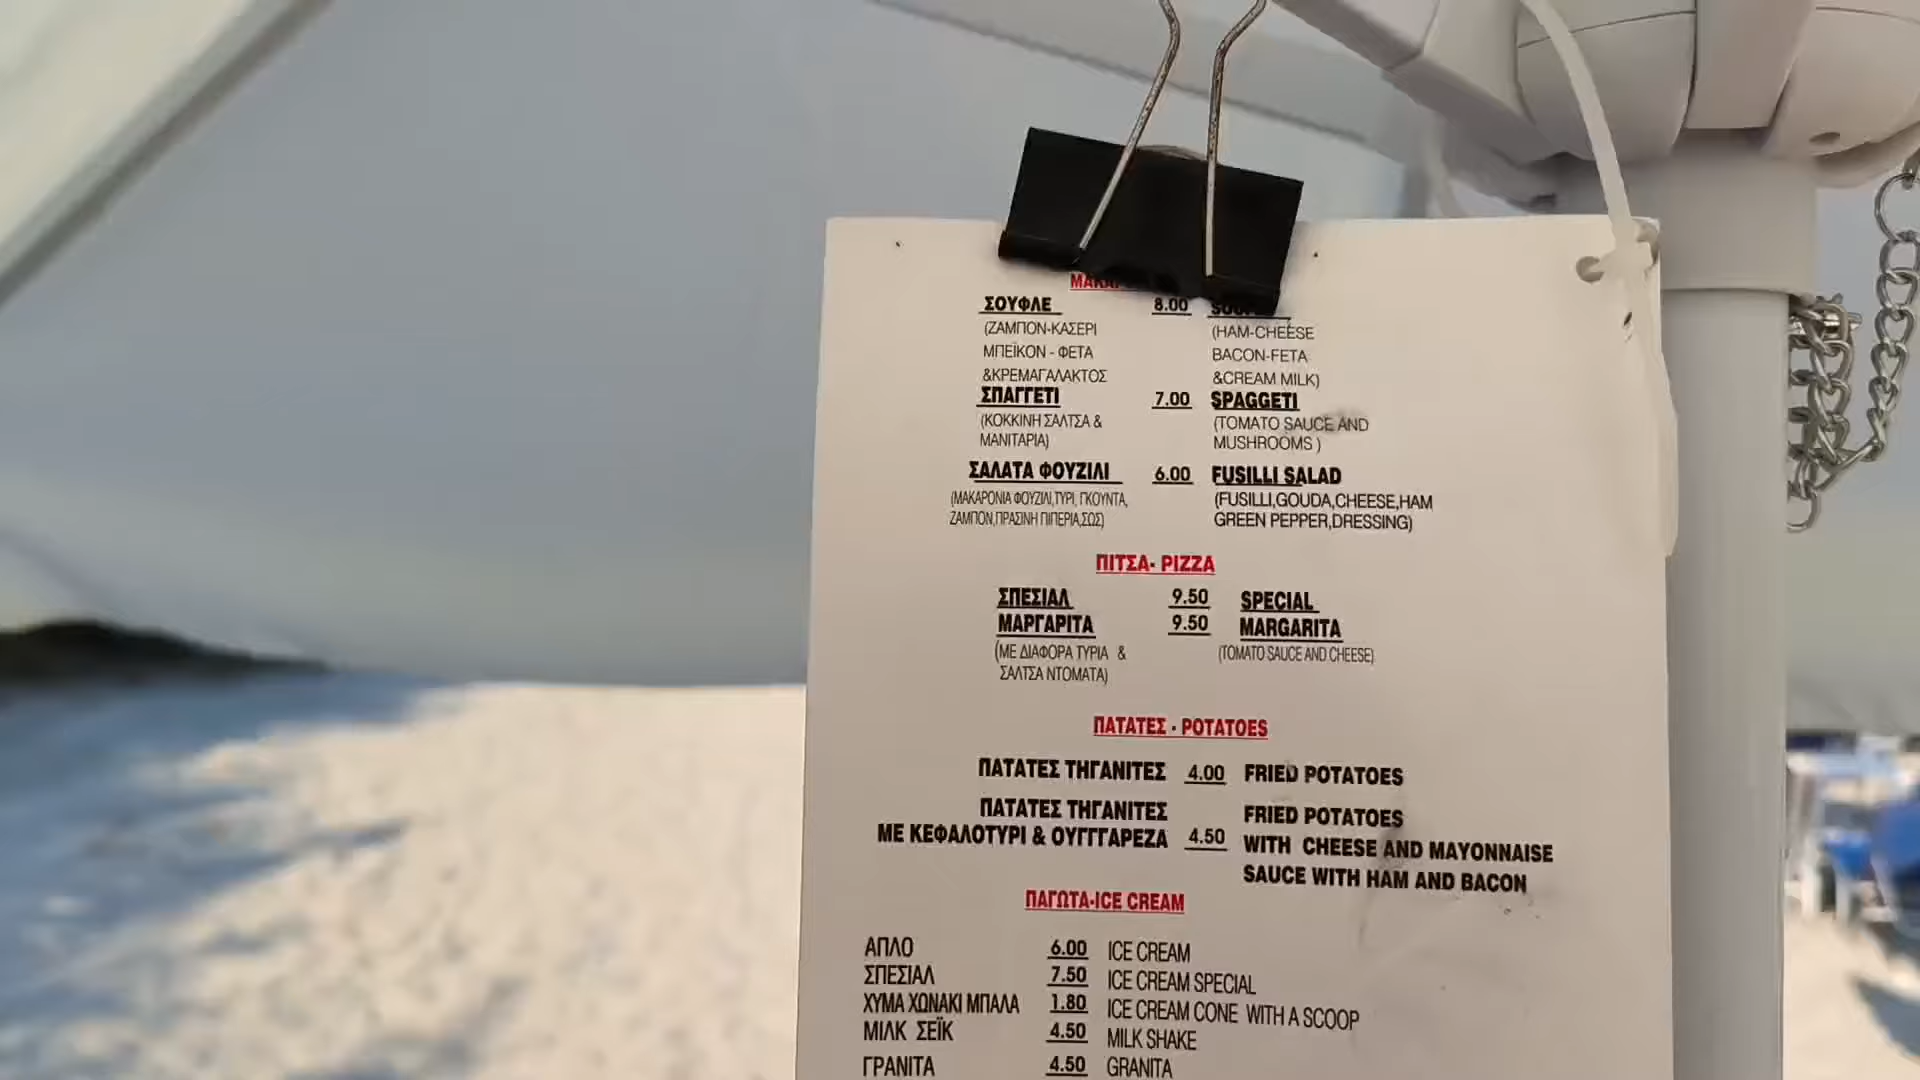 ΣΟΥΦΛΕ 8.00
(ΖΑΜΠΟΝ-ΚΑΣΕΡΙ (HAM-CHEESE
ΜΠΕΪΚΟΝ - ΦΕΤΑ BACON-FETA
&ΚΡΕΜΑΓΑΛΑΚΤΟΣ &CREAM MILK)
ΣΠΑΓΓΕΤΙ 7.00 SPAGGETI
(ΚΟΚΚΙΝΗ ΣΑΛΤΣΑ & (TOMATO SAUCE AND
ΜΑΝΙΤΑΡΙΑ) MUSHROOMS )
ΣΑΛΑΤΑ ΦΟΥΖΙΛΙ 6.00 FUSILLI SALAD
(ΜΑΚΑΡΟΝΙΑ ΦΟΥΖΙΛΙ,ΤΥΡΙ, ΓΚΟΥΝΤΑ, (FUSILLI,GOUDA,CHEESE,HAM
ΖΑΜΠΟΝ,ΠΡΑΣΙΝΗ ΠΙΠΕΡΙΑ,ΣΩΣ) GREEN PEPPER,DRESSING)
ΠΙΤΣΑ- PIZZA
ΣΠΕΣΙΑΛ 9.50 SPECIAL
ΜΑΡΓΑΡΙΤΑ 9.50 MARGARITA
(ΜΕ ΔΙΑΦΟΡΑ ΤΥΡΙΑ & (TOMATO SAUCE AND CHEESE)
ΣΑΛΤΣΑ ΝΤΟΜΑΤΑ)
ΠΑΤΑΤΕΣ - POTATOES
ΠΑΤΑΤΕΣ ΤΗΓΑΝΙΤΕΣ 4.00 FRIED POTATOES
ΠΑΤΑΤΕΣ ΤΗΓΑΝΙΤΕΣ FRIED POTATOES
ΜΕ ΚΕΦΑΛΟΤΥΡΙ & ΟΥΓΓΓΑΡΕΖΑ 4.50 WITH CHEESE AND MAYONNAISE
SAUCE WITH HAM AND BACON
ΠΑΓΩΤΑ-ICE CREAM
ΑΠΛΟ 6.00 ICE CREAM
ΣΠΕΣΙΑΛ 7.50 ICE CREAM SPECIAL
ΧΥΜΑ ΧΩΝΑΚΙ ΜΠΑΛΑ 1.80 ICE CREAM CONE WITH A SCOOP
ΜΙΛΚ ΣΕΪΚ 4.50 MILK SHAKE
ΓΡΑΝΙΤΑ 4.50 GRANITA